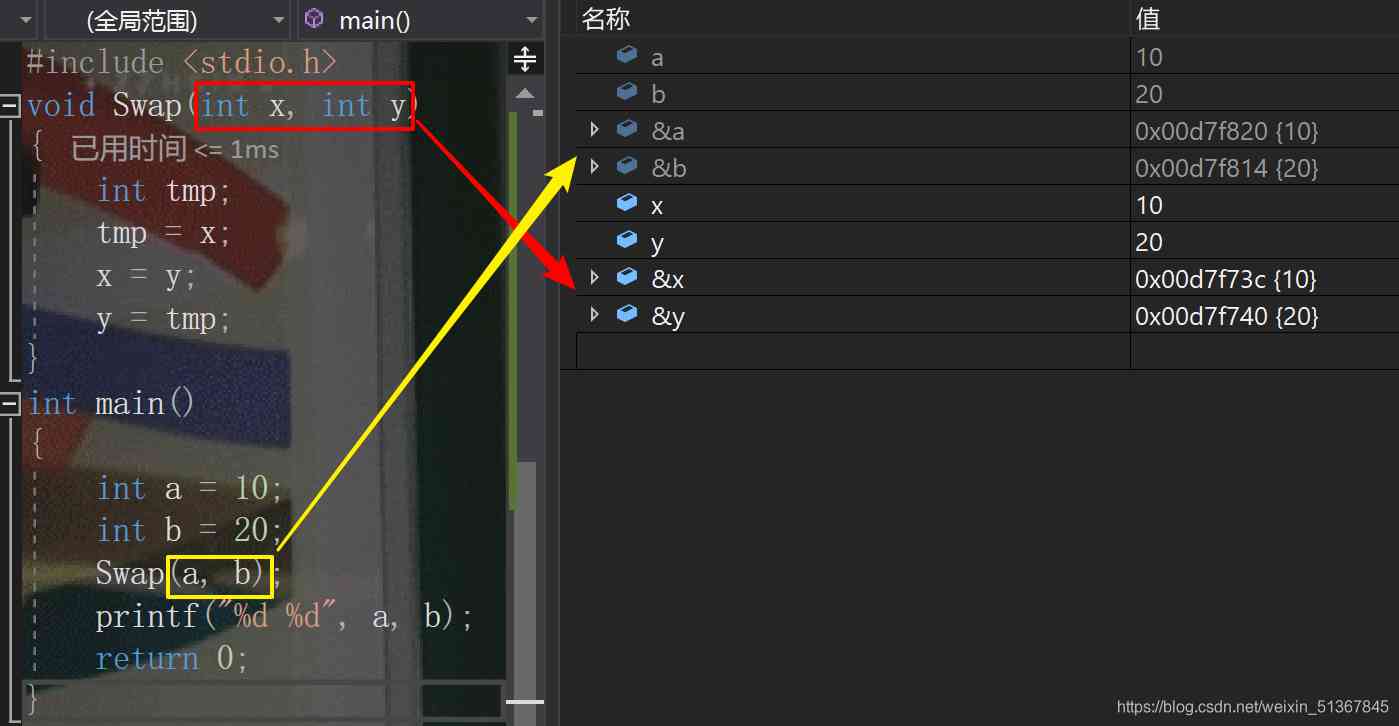 (全局范围) main()
#include <stdio.h>
void Swap(int x, int y)
{ 已用时间 <= 1ms
int tmp;
tmp = x;
x = y;
y = tmp;
}
int main()
{
int a = 10;
int b = 20;
Swap(a, b);
printf("%d %d", a, b);
return 0;
}
名称 值
a 10
b 20
&a 0x00d7f820 {10}
&b 0x00d7f814 {20}
x 10
y 20
&x 0x00d7f73c {10}
&y 0x00d7f740 {20}
https://blog.csdn.net/weixin_51367845